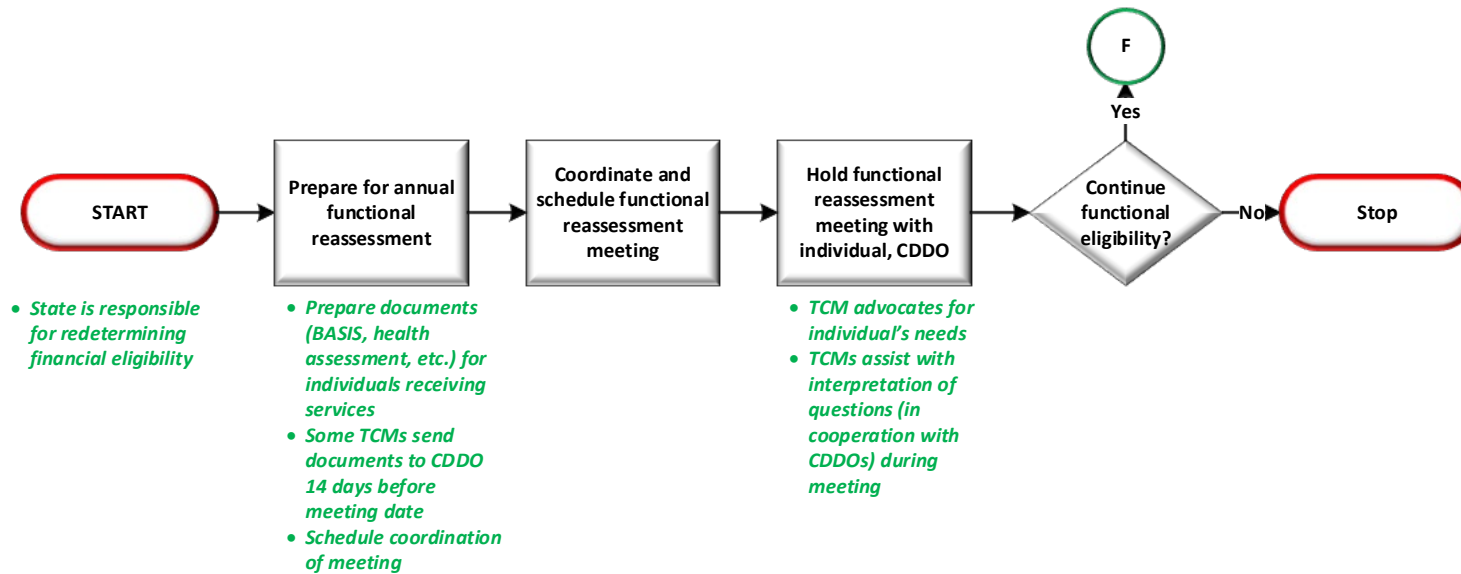 F
Yes
START
Prepare for annual
functional
reassessment
Coordinate and
schedule functional
reassessment
meeting
Hold functional
reassessment
meeting with
individual, CDDO
Continue
functional
eligibility?
No
Stop
• State is responsible
for redetermining
financial eligibility
• Prepare documents
(BASIS, health
assessment, etc.) for
individuals receiving
services
• Some TCMs send
documents to CDDO
14 days before
meeting date
• Schedule coordination
of meeting
• TCM advocates for
individual’s needs
• TCMs assist with
interpretation of
questions (in
cooperation with
CDDOs) during
meeting